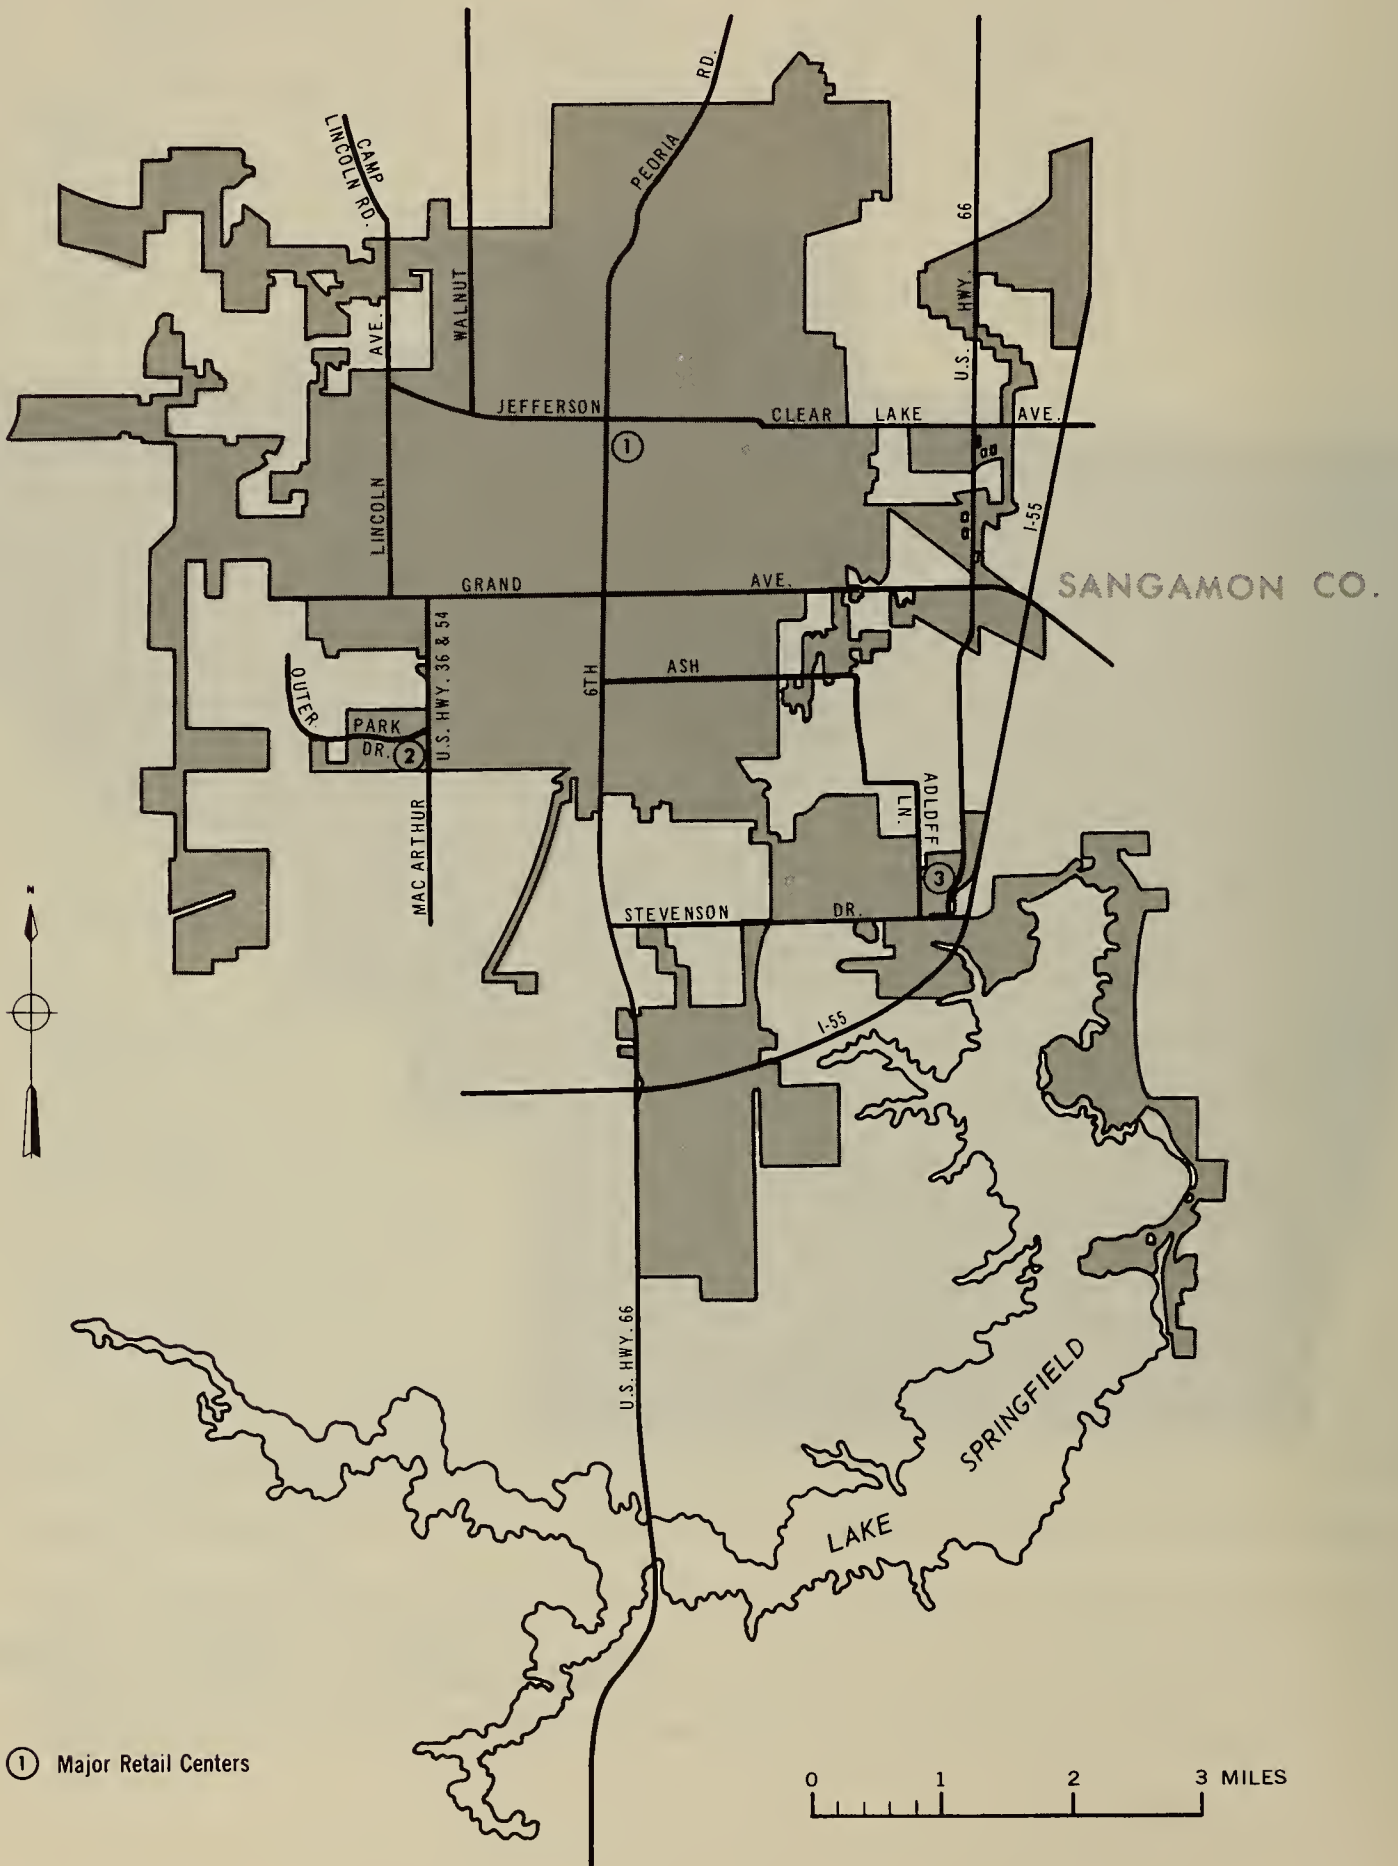 RD.
PEORIA
CAMP
LINCOLN RD.
66
HWY.
U.S.
WALNUT
AVE.
JEFFERSON
CLEAR LAKE AVE.
1
LINCOLN
I-55
SANGAMON CO.
GRAND AVE.
U.S. HWY. 36 & 54
6TH
ASH
OUTER
PARK
DR.
2
MAC ARTHUR
ADLOFF
LN.
3
N
STEVENSON DR.
I-55
U.S. HWY. 66
LAKE SPRINGFIELD
1 Major Retail Centers
0 1 2 3 MILES